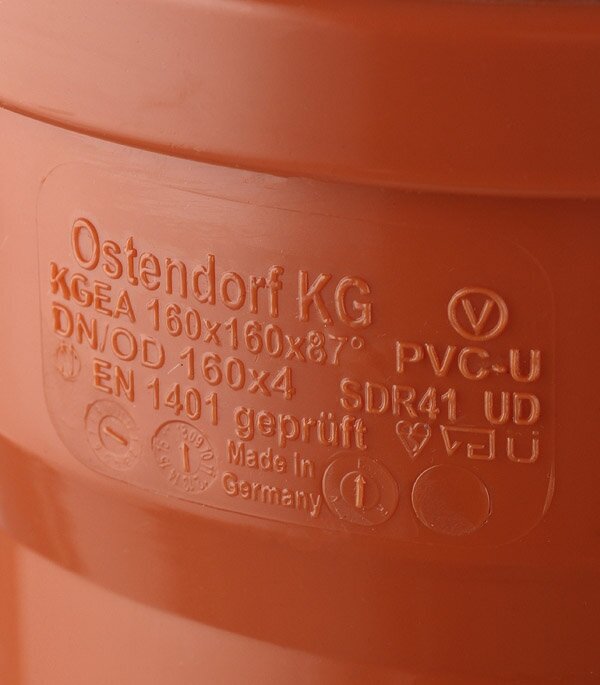 Ostendorf KG
KGEA 160x160x87°
DN/OD 160x4
EN 1401 geprüft
Made in
Germany
V
PVC-U
SDR41 UD
Ü